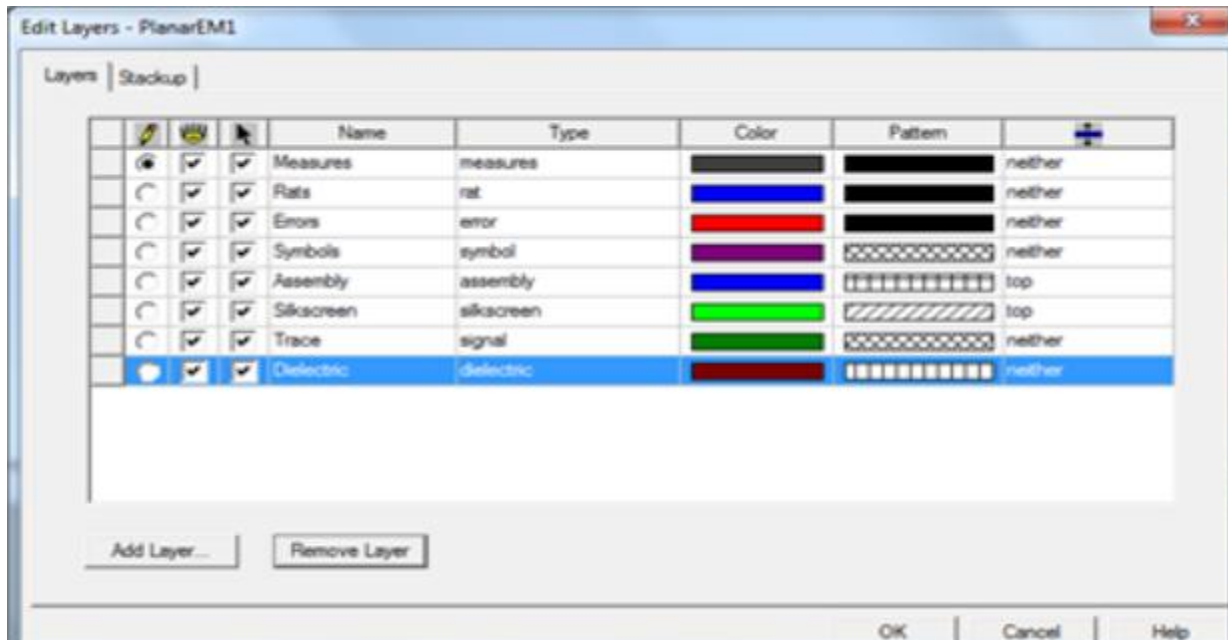 Edit Layers - PlanarEM1
Layers Stackup
Name Type Color Pattern
Measures measures neither
Rats rat neither
Errors error neither
Symbols symbol neither
Assembly assembly top
Silkscreen silkscreen top
Trace signal neither
Dielectric dielectric neither
Add Layer... Remove Layer
OK Cancel Help